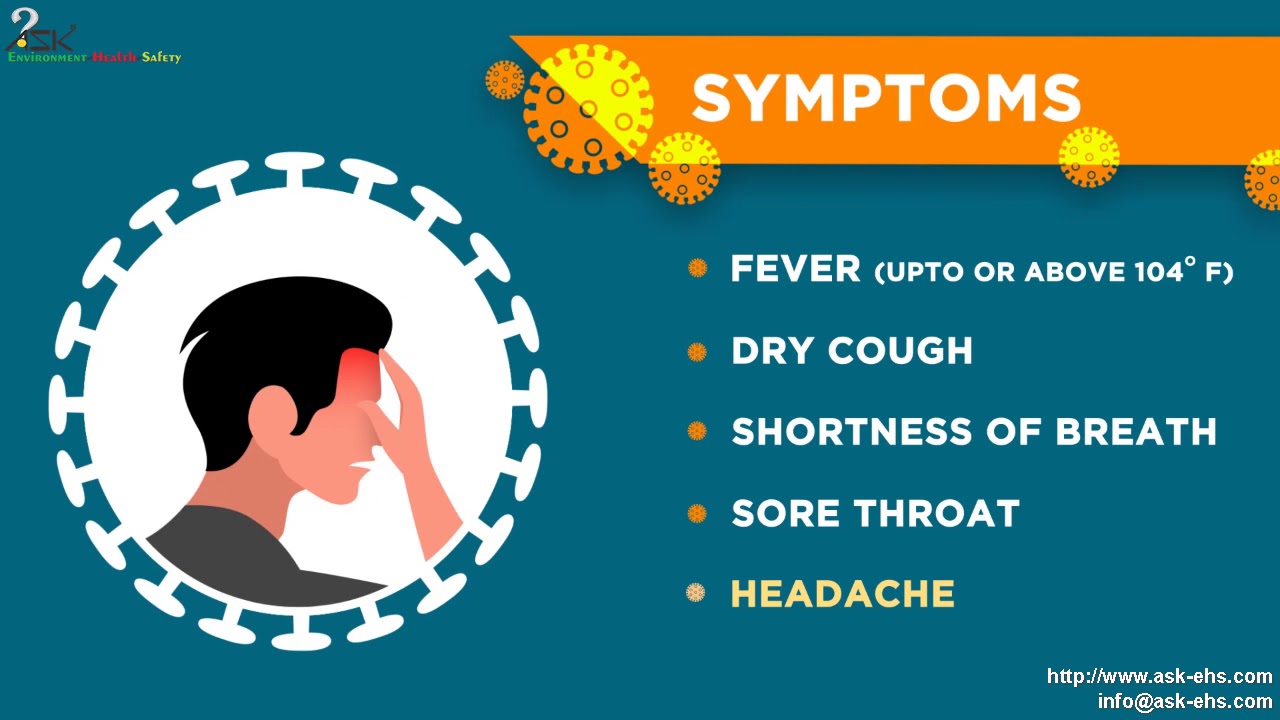 ASK
Environment Health Safety
SYMPTOMS
FEVER (UPTO OR ABOVE 104° F)
DRY COUGH
SHORTNESS OF BREATH
SORE THROAT
HEADACHE
http://www.ask-ehs.com
info@ask-ehs.com